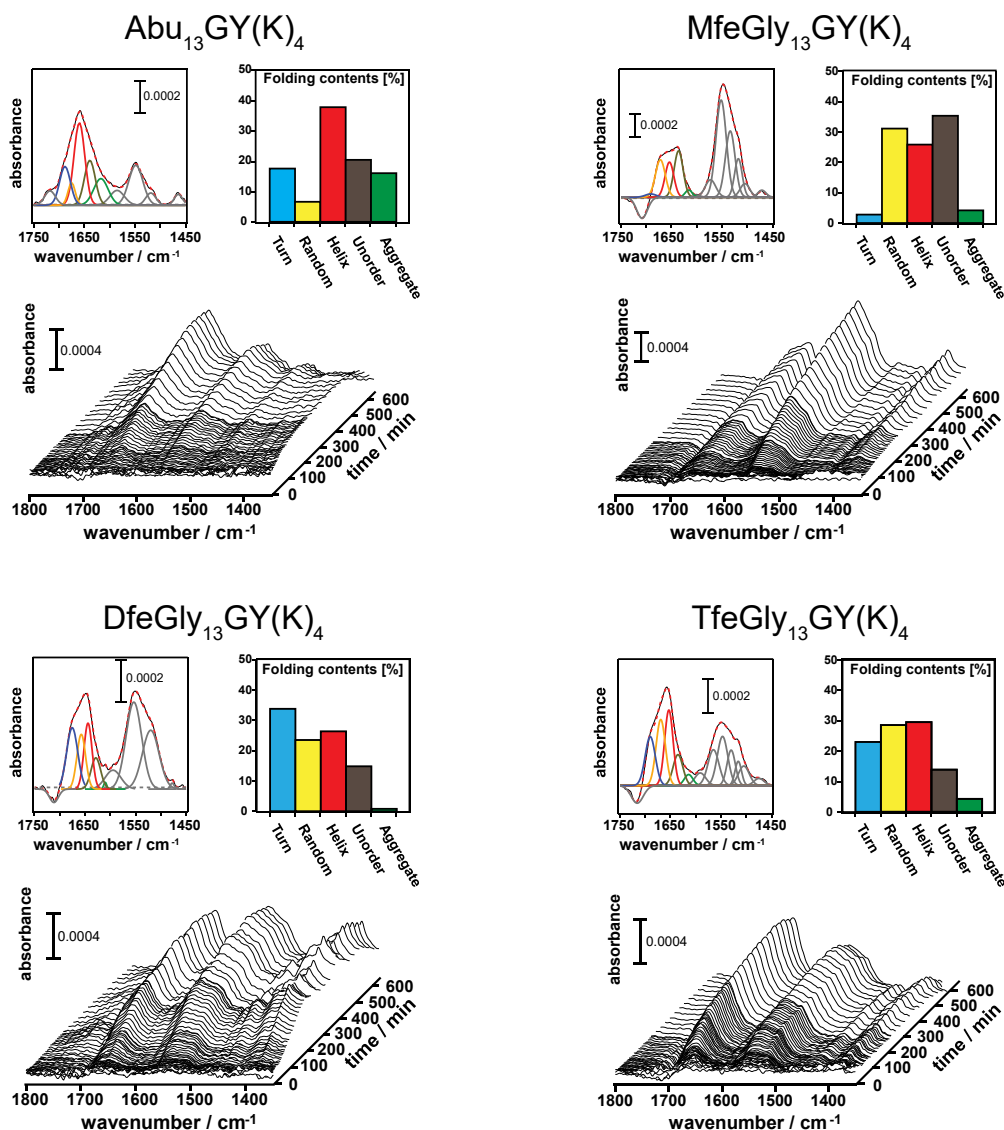 Abu₁₃GY(K)₄
absorbance
0.0002
1750 1650 1550 1450
wavenumber / cm⁻¹
Folding contents [%]
50
40
30
20
10
0
Turn
Random
Helix
Unorder
Aggregate
absorbance
0.0004
600
500
400
300
200
100
0
time / min
1800 1700 1600 1500 1400
wavenumber / cm⁻¹
MfeGly₁₃GY(K)₄
absorbance
0.0002
1750 1650 1550 1450
wavenumber / cm⁻¹
Folding contents [%]
50
40
30
20
10
0
Turn
Random
Helix
Unorder
Aggregate
absorbance
0.0004
600
500
400
300
200
100
0
time / min
1800 1700 1600 1500 1400
wavenumber / cm⁻¹
DfeGly₁₃GY(K)₄
absorbance
0.0002
1750 1650 1550 1450
wavenumber / cm⁻¹
Folding contents [%]
50
40
30
20
10
0
Turn
Random
Helix
Unorder
Aggregate
absorbance
0.0004
600
500
400
300
200
100
0
time / min
1800 1700 1600 1500 1400
wavenumber / cm⁻¹
TfeGly₁₃GY(K)₄
absorbance
0.0002
1750 1650 1550 1450
wavenumber / cm⁻¹
Folding contents [%]
50
40
30
20
10
0
Turn
Random
Helix
Unorder
Aggregate
absorbance
0.0004
600
500
400
300
200
100
0
time / min
1800 1700 1600 1500 1400
wavenumber / cm⁻¹